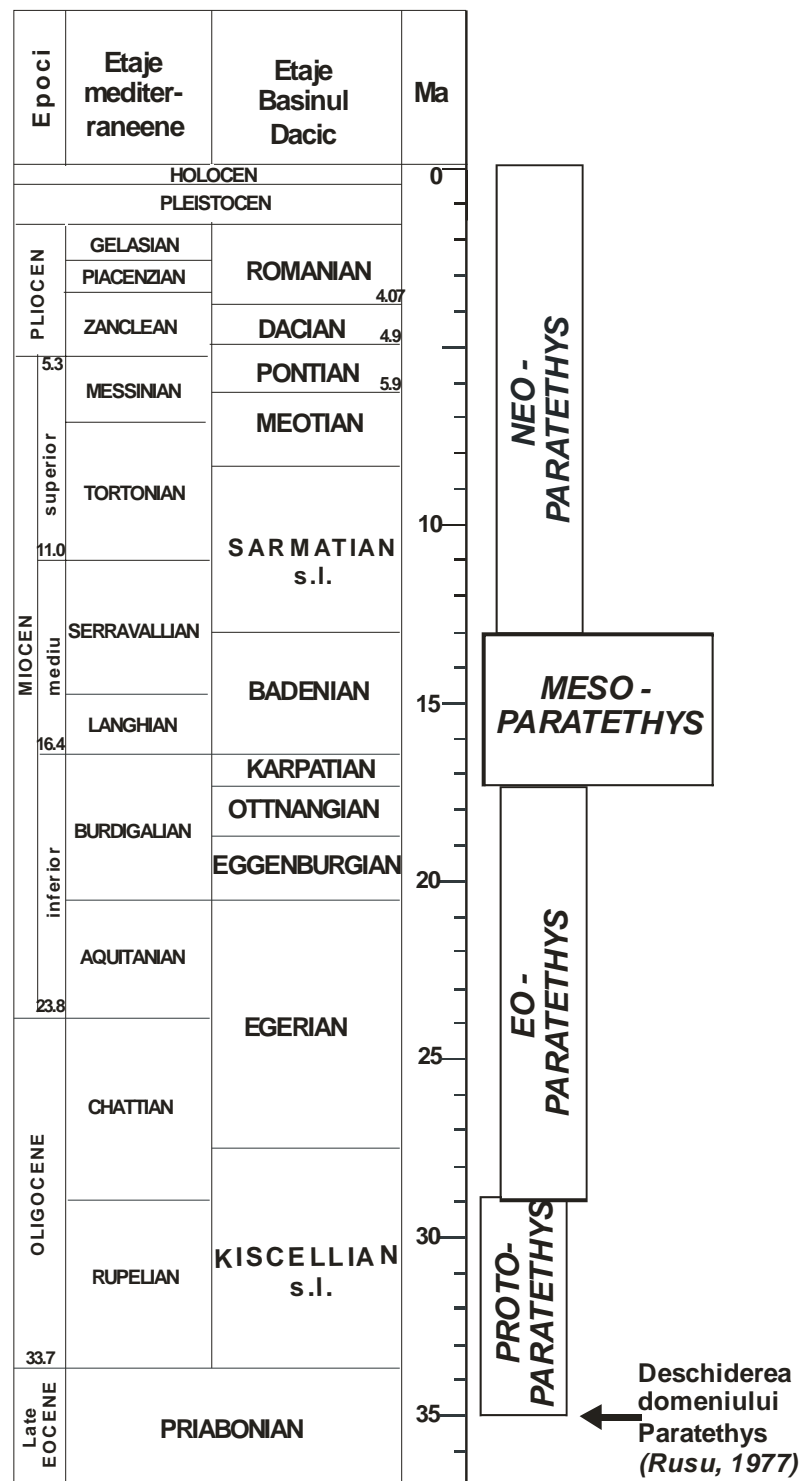 Epoci
Etaje
mediter-
raneene
Etaje
Basinul
Dacic
Ma
HOLOCEN
PLEISTOCEN
PLIOCEN
GELASIAN
PIACENZIAN
ZANCLEAN
5.3
ROMANIAN
4.07
DACIAN
4.9
PONTIAN
5.9
MEOTIAN
MIOCEN
superior
MESSINIAN
TORTONIAN
11.0
SARMATIAN
s.l.
mediu
SERRAVALLIAN
LANGHIAN
16.4
BADENIAN
inferior
BURDIGALIAN
AQUITANIAN
23.8
KARPATIAN
OTTNANGIAN
EGGENBURGIAN
EGERIAN
OLIGOCENE
CHATTIAN
RUPELIAN
33.7
KISCELLIAN
s.l.
Late
EOCENE
PRIABONIAN
0
10
15
20
25
30
35
NEO -
PARATETHYS
MESO -
PARATETHYS
EO -
PARATETHYS
PROTO-
PARATETHYS
Deschiderea
domeniului
Paratethys
(Rusu, 1977)